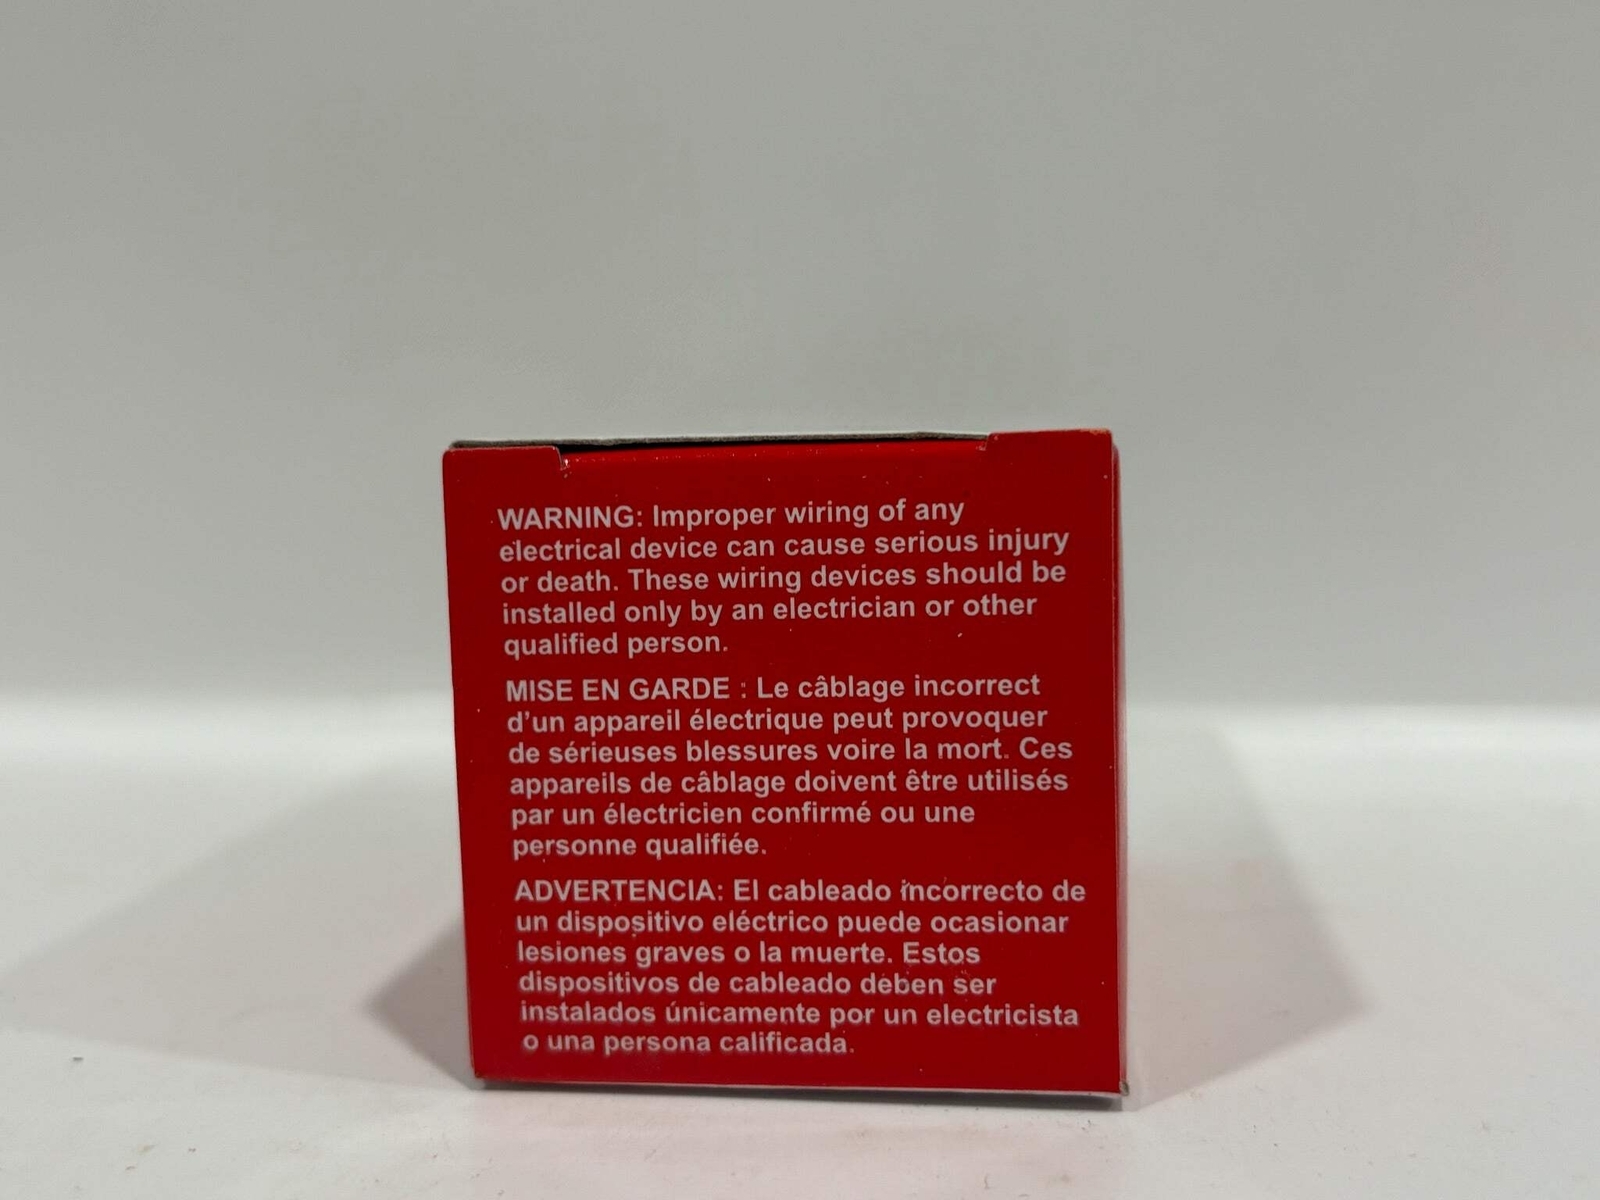 WARNING: Improper wiring of any
electrical device can cause serious injury
or death. These wiring devices should be
installed only by an electrician or other
qualified person.
MISE EN GARDE : Le câblage incorrect
d'un appareil électrique peut provoquer
de sérieuses blessures voire la mort. Ces
appareils de câblage doivent être utilisés
par un électricien confirmé ou une
personne qualifiée.
ADVERTENCIA: El cableado incorrecto de
un dispositivo eléctrico puede ocasionar
lesiones graves o la muerte. Estos
dispositivos de cableado deben ser
instalados únicamente por un electricista
o una persona calificada.